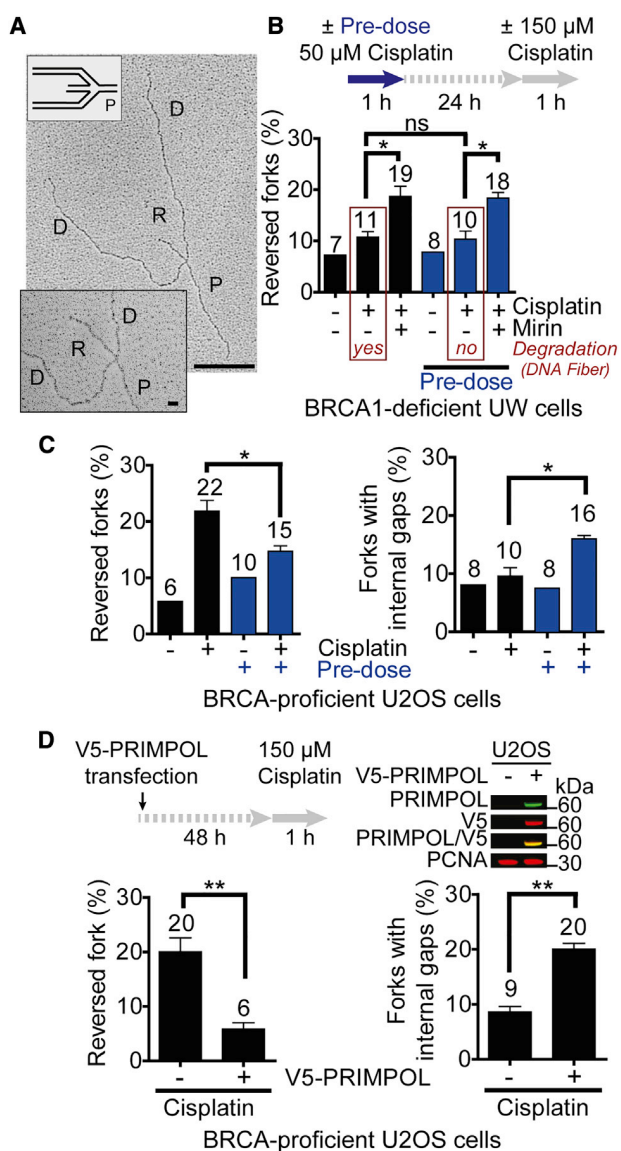 A
P
D
R
D
P
D
R
D
P
B
± Pre-dose
50 µM Cisplatin
± 150 µM
Cisplatin
1 h
24 h
1 h
Reversed forks (%)
30
20
10
0
ns
*
*
7
11
19
8
10
18
- + + - + + Cisplatin
- - + - - + Mirin
yes
no
Degradation
(DNA Fiber)
Pre-dose
BRCA1-deficient UW cells
C
Reversed forks (%)
30
20
10
0
*
6
22
10
15
Forks with
internal gaps (%)
30
20
10
0
*
8
10
8
16
- + - + Cisplatin - + - +
+ + Pre-dose + +
BRCA-proficient U2OS cells
D
V5-PRIMPOL
transfection
150 µM
Cisplatin
48 h
1 h
U2OS
V5-PRIMPOL - + kDa
PRIMPOL 60
V5 60
PRIMPOL/V5 60
PCNA 30
Reversed fork (%)
30
20
10
0
**
20
6
Forks with
internal gaps (%)
30
20
10
0
**
9
20
- + V5-PRIMPOL - +
Cisplatin
Cisplatin
BRCA-proficient U2OS cells